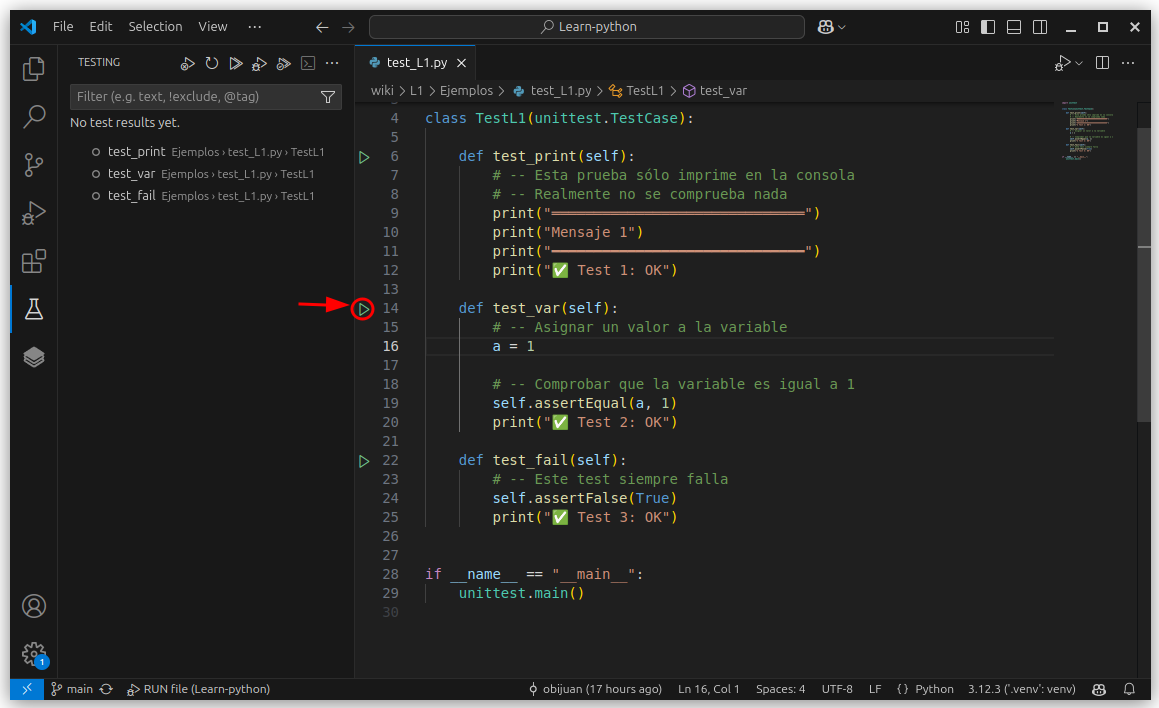 File Edit Selection View ··· Learn-python
TESTING
Filter (e.g. text, !exclude, @tag)
No test results yet.
test_print Ejemplos › test_L1.py › TestL1
test_var Ejemplos › test_L1.py › TestL1
test_fail Ejemplos › test_L1.py › TestL1
test_L1.py
wiki > L1 > Ejemplos > test_L1.py > TestL1 > test_var
4 class TestL1(unittest.TestCase):
5
6 def test_print(self):
7 # -- Esta prueba sólo imprime en la consola
8 # -- Realmente no se comprueba nada
9 print("══════════════════════════════")
10 print("Mensaje 1")
11 print("══════════════════════════════")
12 print("✅ Test 1: OK")
13
14 def test_var(self):
15 # -- Asignar un valor a la variable
16 a = 1
17
18 # -- Comprobar que la variable es igual a 1
19 self.assertEqual(a, 1)
20 print("✅ Test 2: OK")
21
22 def test_fail(self):
23 # -- Este test siempre falla
24 self.assertFalse(True)
25 print("✅ Test 3: OK")
26
27
28 if __name__ == "__main__":
29 unittest.main()
30
1
main RUN file (Learn-python) obijuan (17 hours ago) Ln 16, Col 1 Spaces: 4 UTF-8 LF {} Python 3.12.3 ('.venv': venv)